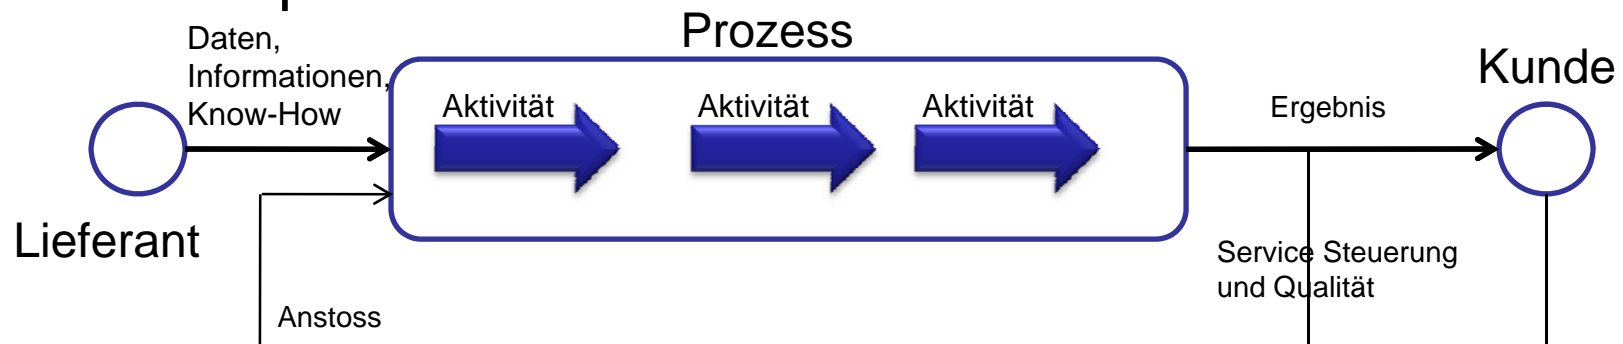 Prozess
Daten,
Informationen,
Know-How
Kunde
Aktivität
Aktivität
Aktivität
Ergebnis
Lieferant
Service Steuerung
und Qualität
Anstoss